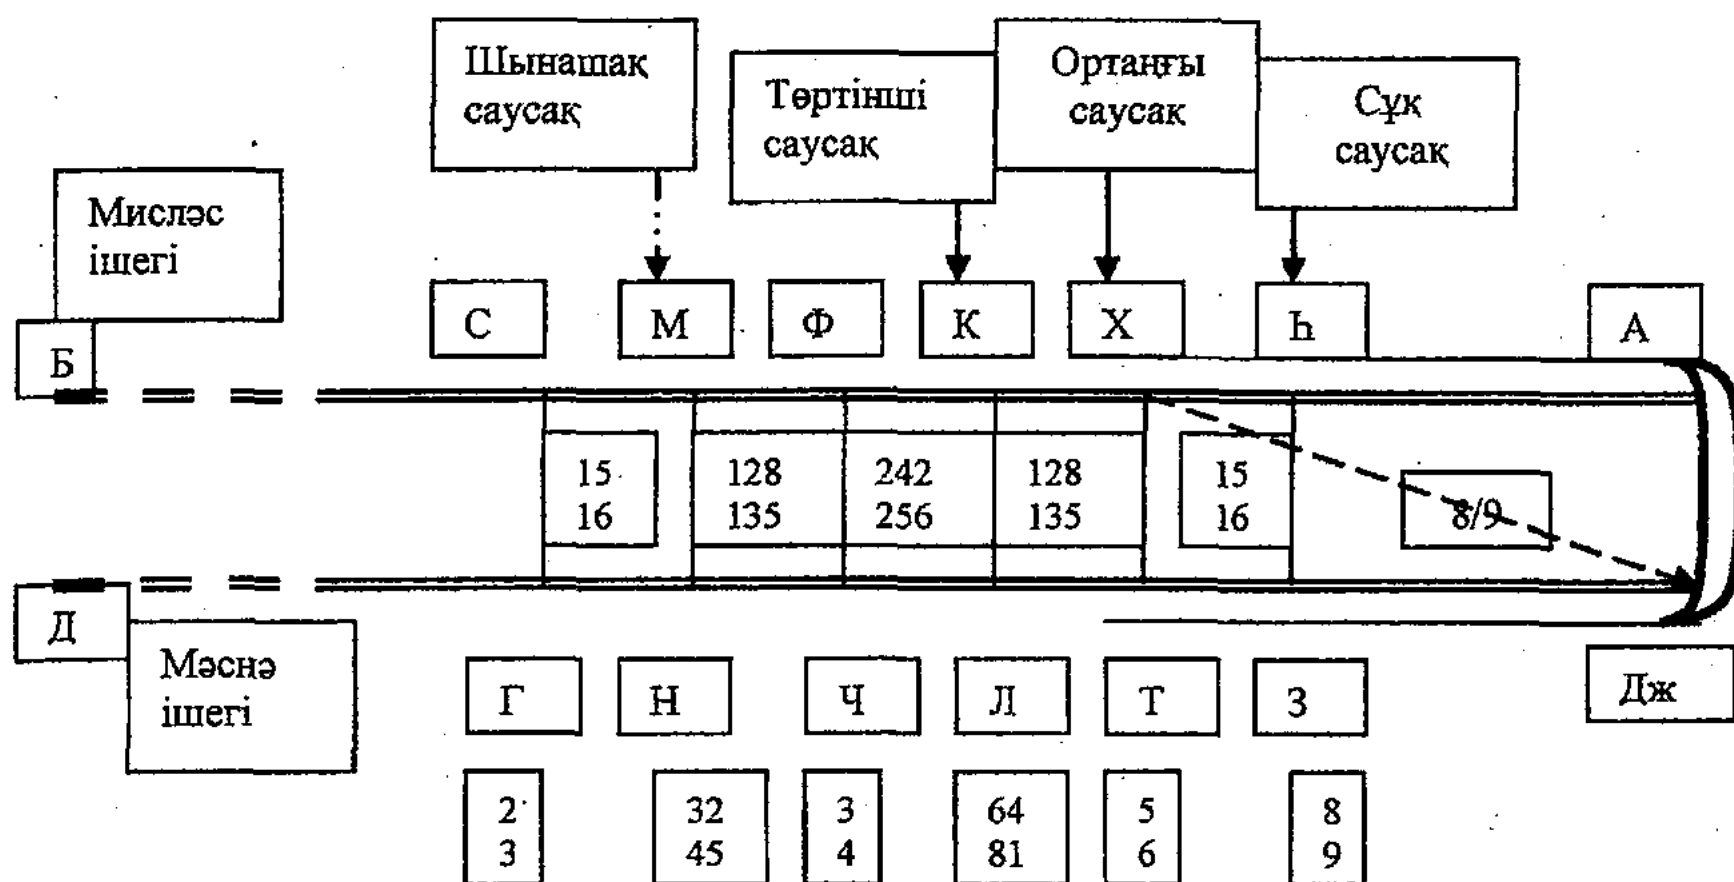 Шынашақ
саусақ
Төртінші
саусақ
Ортаңғы
саусақ
Сұқ
саусақ
Мисләс
ішегі
Б
С
М
Ф
К
Х
Һ
А
15
16
128
135
242
256
128
135
15
16
8/9
Д
Мәснә
ішегі
Г
Н
Ч
Л
Т
З
Дж
2
3
32
45
3
4
64
81
5
6
8
9